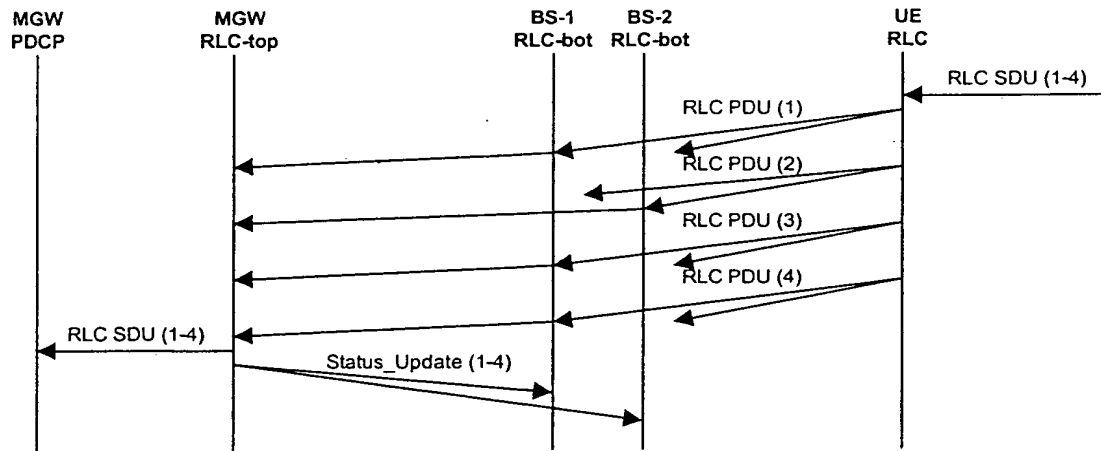 MGW MGW BS-1 BS-2 UE
PDCP RLC-top RLC-bot RLC-bot RLC
RLC SDU (1-4)
RLC PDU (1)
RLC PDU (2)
RLC PDU (3)
RLC PDU (4)
RLC SDU (1-4)
Status_Update (1-4)